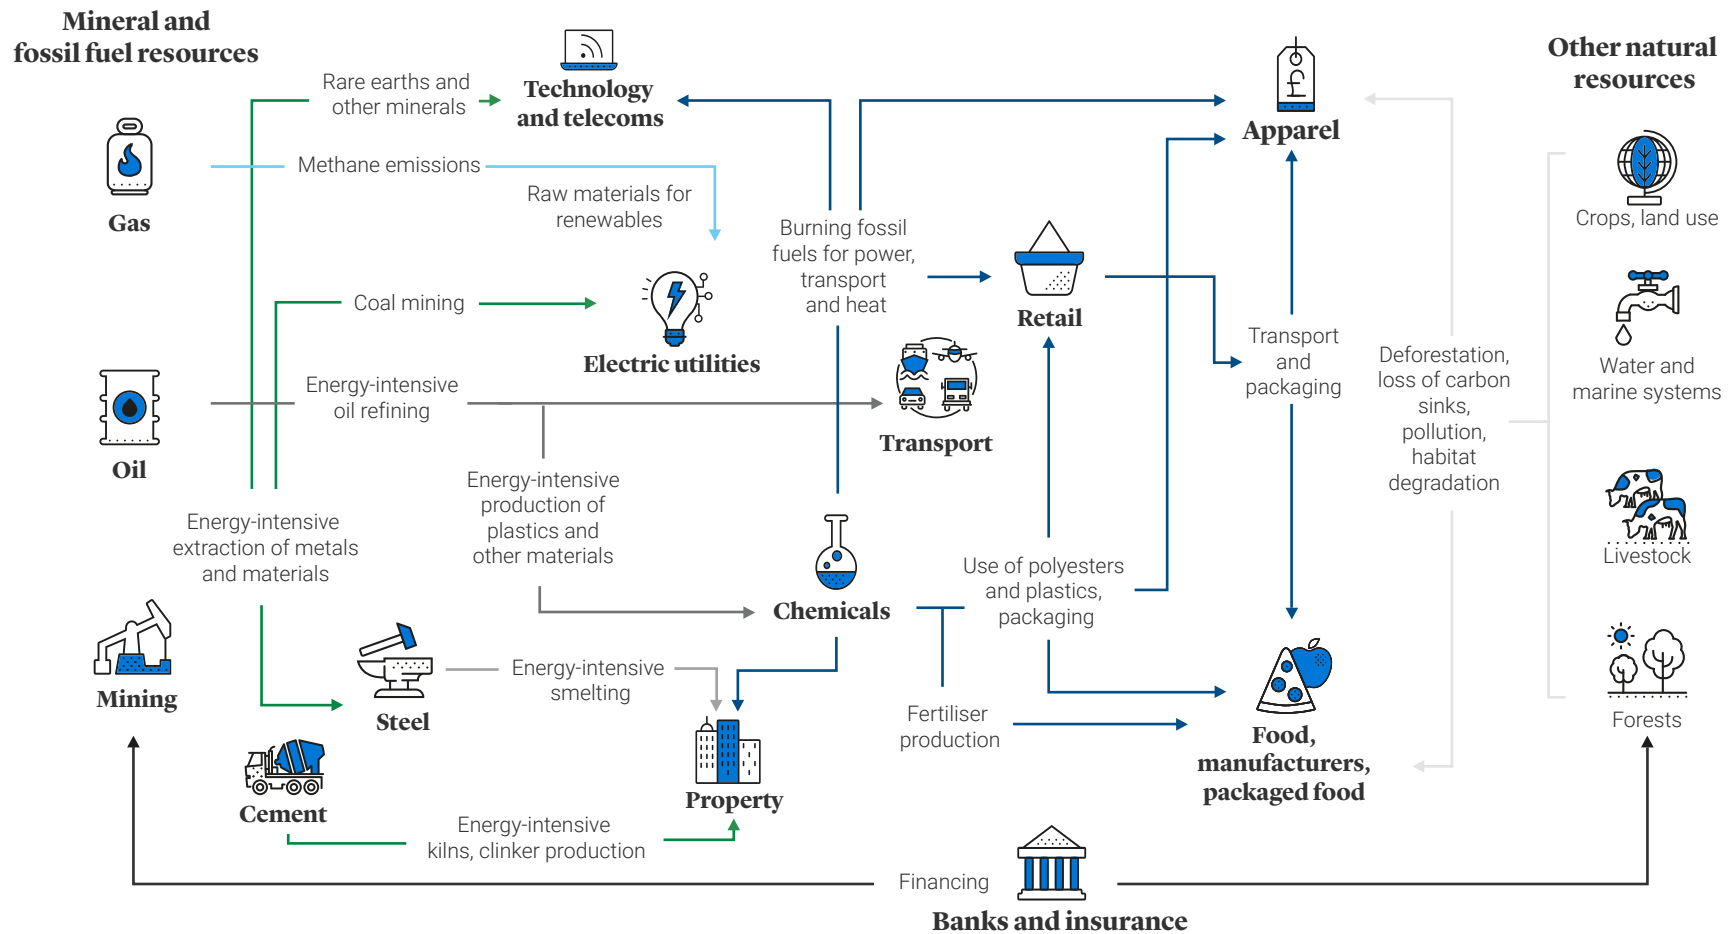 Mineral and
fossil fuel resources
Other natural
resources
Rare earths and
other minerals
Technology
and telecoms
£
Apparel
Gas
Methane emissions
Raw materials for
renewables
Burning fossil
fuels for power,
transport
and heat
Crops, land use
Coal mining
Electric utilities
Retail
Transport
and
packaging
Water and
marine systems
Energy-intensive
oil refining
Transport
Deforestation,
loss of carbon
sinks,
pollution,
habitat
degradation
Oil
Energy-intensive
production of
plastics and
other materials
Energy-intensive
extraction of metals
and materials
Livestock
Chemicals
Use of polyesters
and plastics,
packaging
Mining
Steel
Energy-intensive
smelting
Fertiliser
production
Forests
Food,
manufacturers,
packaged food
Cement
Property
Energy-intensive
kilns, clinker production
Financing
Banks and insurance